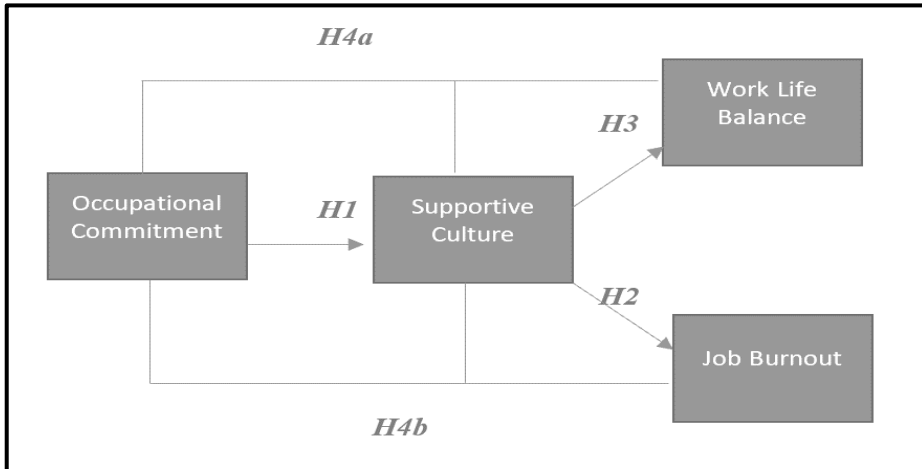 H4a
Work Life
Balance
H3
Occupational
Commitment
H1
Supportive
Culture
H2
Job Burnout
H4b